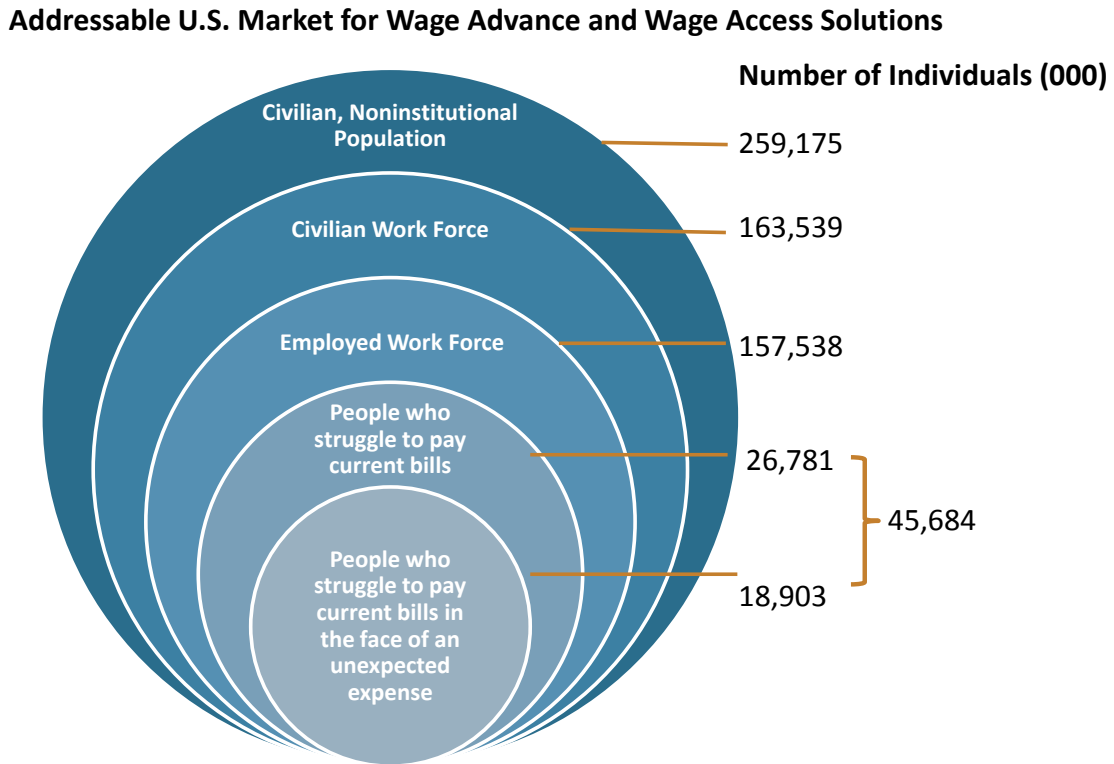 Addressable U.S. Market for Wage Advance and Wage Access Solutions
Number of Individuals (000)
Civilian, Noninstitutional
Population
259,175
Civilian Work Force
163,539
Employed Work Force
157,538
People who
struggle to pay
current bills
26,781
45,684
People who
struggle to pay
current bills in
the face of an
unexpected
expense
18,903